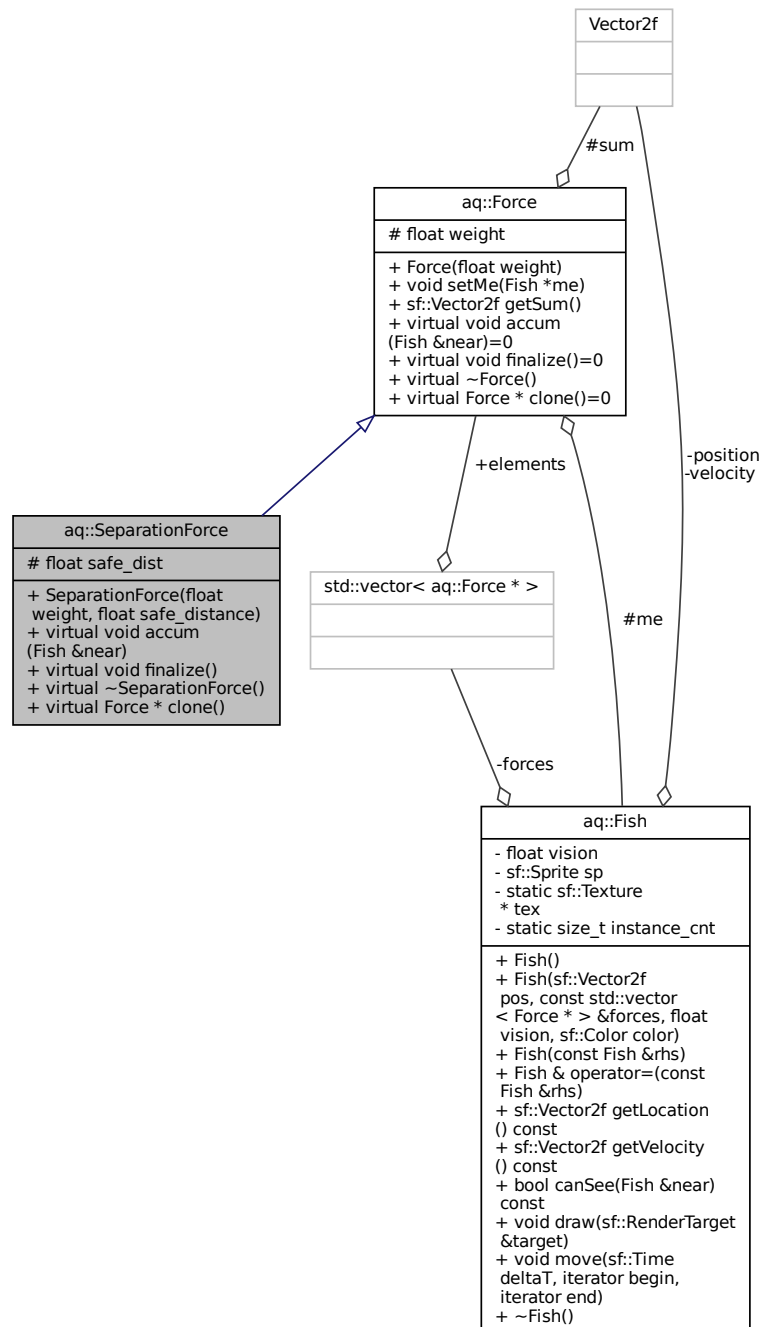 Vector2f
#sum
aq::Force
# float weight
+ Force(float weight)
+ void setMe(Fish *me)
+ sf::Vector2f getSum()
+ virtual void accum
(Fish &near)=0
+ virtual void finalize()=0
+ virtual ~Force()
+ virtual Force * clone()=0
-position
-velocity
+elements
aq::SeparationForce
# float safe_dist
+ SeparationForce(float
weight, float safe_distance)
+ virtual void accum
(Fish &near)
+ virtual void finalize()
+ virtual ~SeparationForce()
+ virtual Force * clone()
std::vector< aq::Force * >
#me
-forces
aq::Fish
- float vision
- sf::Sprite sp
- static sf::Texture
* tex
- static size_t instance_cnt
+ Fish()
+ Fish(sf::Vector2f
pos, const std::vector
< Force * > &forces, float
vision, sf::Color color)
+ Fish(const Fish &rhs)
+ Fish & operator=(const
Fish &rhs)
+ sf::Vector2f getLocation
() const
+ sf::Vector2f getVelocity
() const
+ bool canSee(Fish &near)
const
+ void draw(sf::RenderTarget
&target)
+ void move(sf::Time
deltaT, iterator begin,
iterator end)
+ ~Fish()